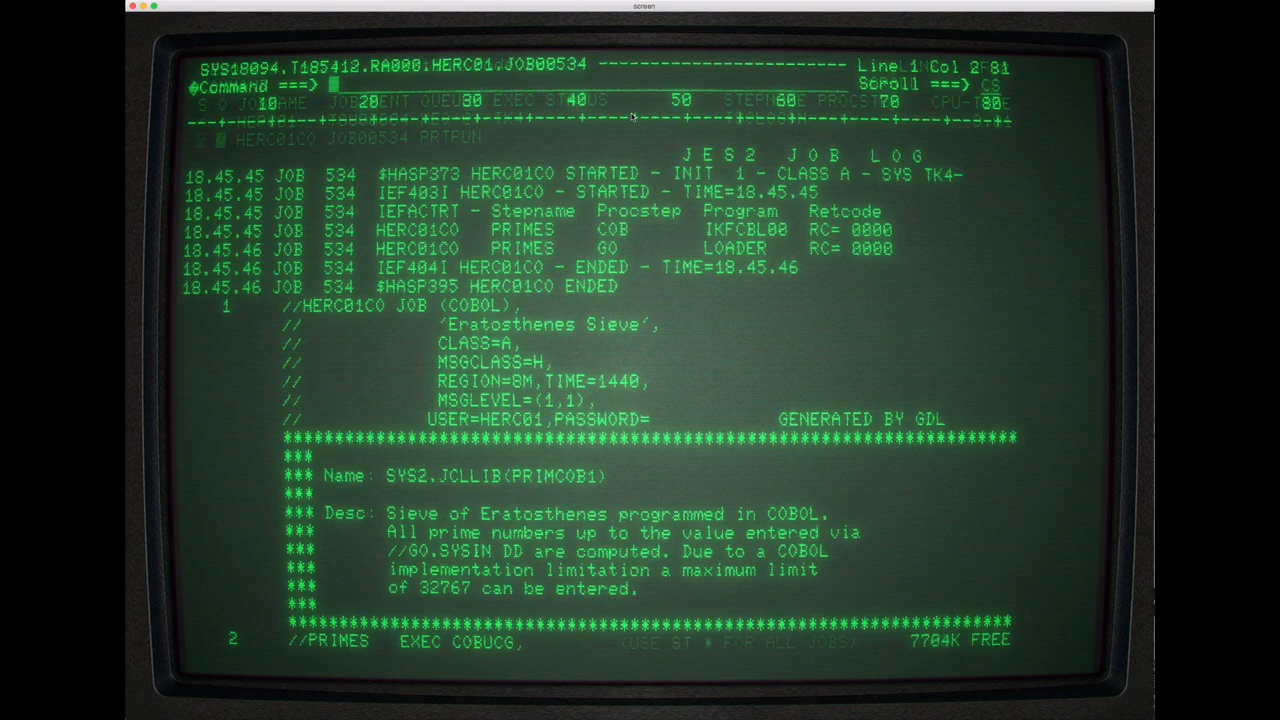 screen
SYS18094.T185412.RA000.HERC01.JOB00534 ------------------------ Line 1 Col 2 81
Command ===> Scroll ===> CS
10 20 30 40 50 60 70 80
----+----+----+----+----+----+----+----+----+----+----+----+----+----+----+----+
HERC01CO JOB00534 PRTPUN
J E S 2   J O B   L O G
18.45.45 JOB  534  $HASP373 HERC01CO STARTED - INIT  1 - CLASS A - SYS TK4-
18.45.45 JOB  534  IEF403I HERC01CO - STARTED - TIME=18.45.45
18.45.45 JOB  534  IEFACTRT - Stepname  Procstep  Program   Retcode
18.45.45 JOB  534  HERC01CO   PRIMES    COB       IKFCBL00  RC= 0000
18.45.46 JOB  534  HERC01CO   PRIMES    GO        LOADER    RC= 0000
18.45.46 JOB  534  IEF404I HERC01CO - ENDED - TIME=18.45.46
18.45.46 JOB  534  $HASP395 HERC01CO ENDED
1     //HERC01CO JOB (COBOL),
//             'Eratosthenes Sieve',
//             CLASS=A,
//             MSGCLASS=H,
//             REGION=8M,TIME=1440,
//             MSGLEVEL=(1,1),
//            USER=HERC01,PASSWORD=            GENERATED BY GDL
***********************************************************************
***
*** Name: SYS2.JCLLIB(PRIMCOB1)
***
*** Desc: Sieve of Eratosthenes programmed in COBOL.
***       All prime numbers up to the value entered via
***       //GO.SYSIN DD are computed. Due to a COBOL
***       implementation limitation a maximum limit
***       of 32767 can be entered.
***
***********************************************************************
2     //PRIMES   EXEC COBUCG,         (USE ST * FOR ALL JOBS)     7704K FREE